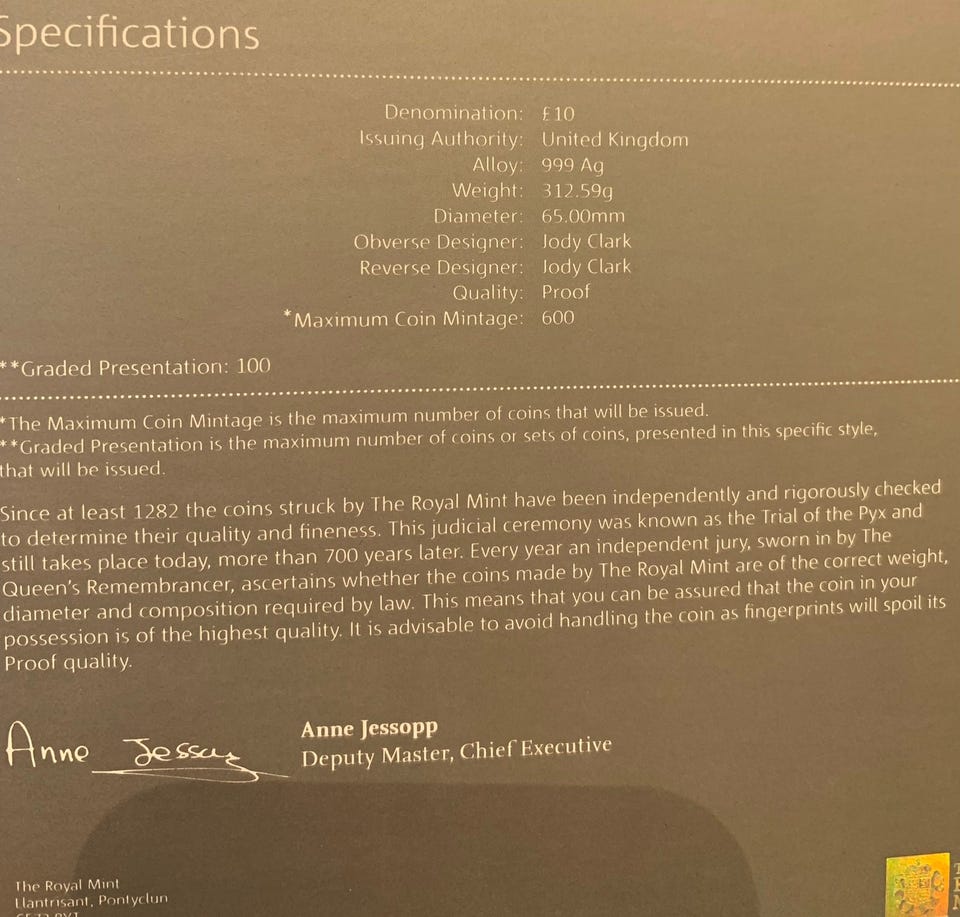 Specifications
Denomination: £10
Issuing Authority: United Kingdom
Alloy: 999 Ag
Weight: 312.59g
Diameter: 65.00mm
Obverse Designer: Jody Clark
Reverse Designer: Jody Clark
Quality: Proof
*Maximum Coin Mintage: 600
**Graded Presentation: 100
*The Maximum Coin Mintage is the maximum number of coins that will be issued.
**Graded Presentation is the maximum number of coins or sets of coins, presented in this specific style,
that will be issued.
Since at least 1282 the coins struck by The Royal Mint have been independently and rigorously checked
to determine their quality and fineness. This judicial ceremony was known as the Trial of the Pyx and
still takes place today, more than 700 years later. Every year an independent jury, sworn in by The
Queen's Remembrancer, ascertains whether the coins made by The Royal Mint are of the correct weight,
diameter and composition required by law. This means that you can be assured that the coin in your
possession is of the highest quality. It is advisable to avoid handling the coin as fingerprints will spoil its
Proof quality.
Anne Jessopp
Anne Jessopp
Deputy Master, Chief Executive
The Royal Mint
Llantrisant, Pontyclun